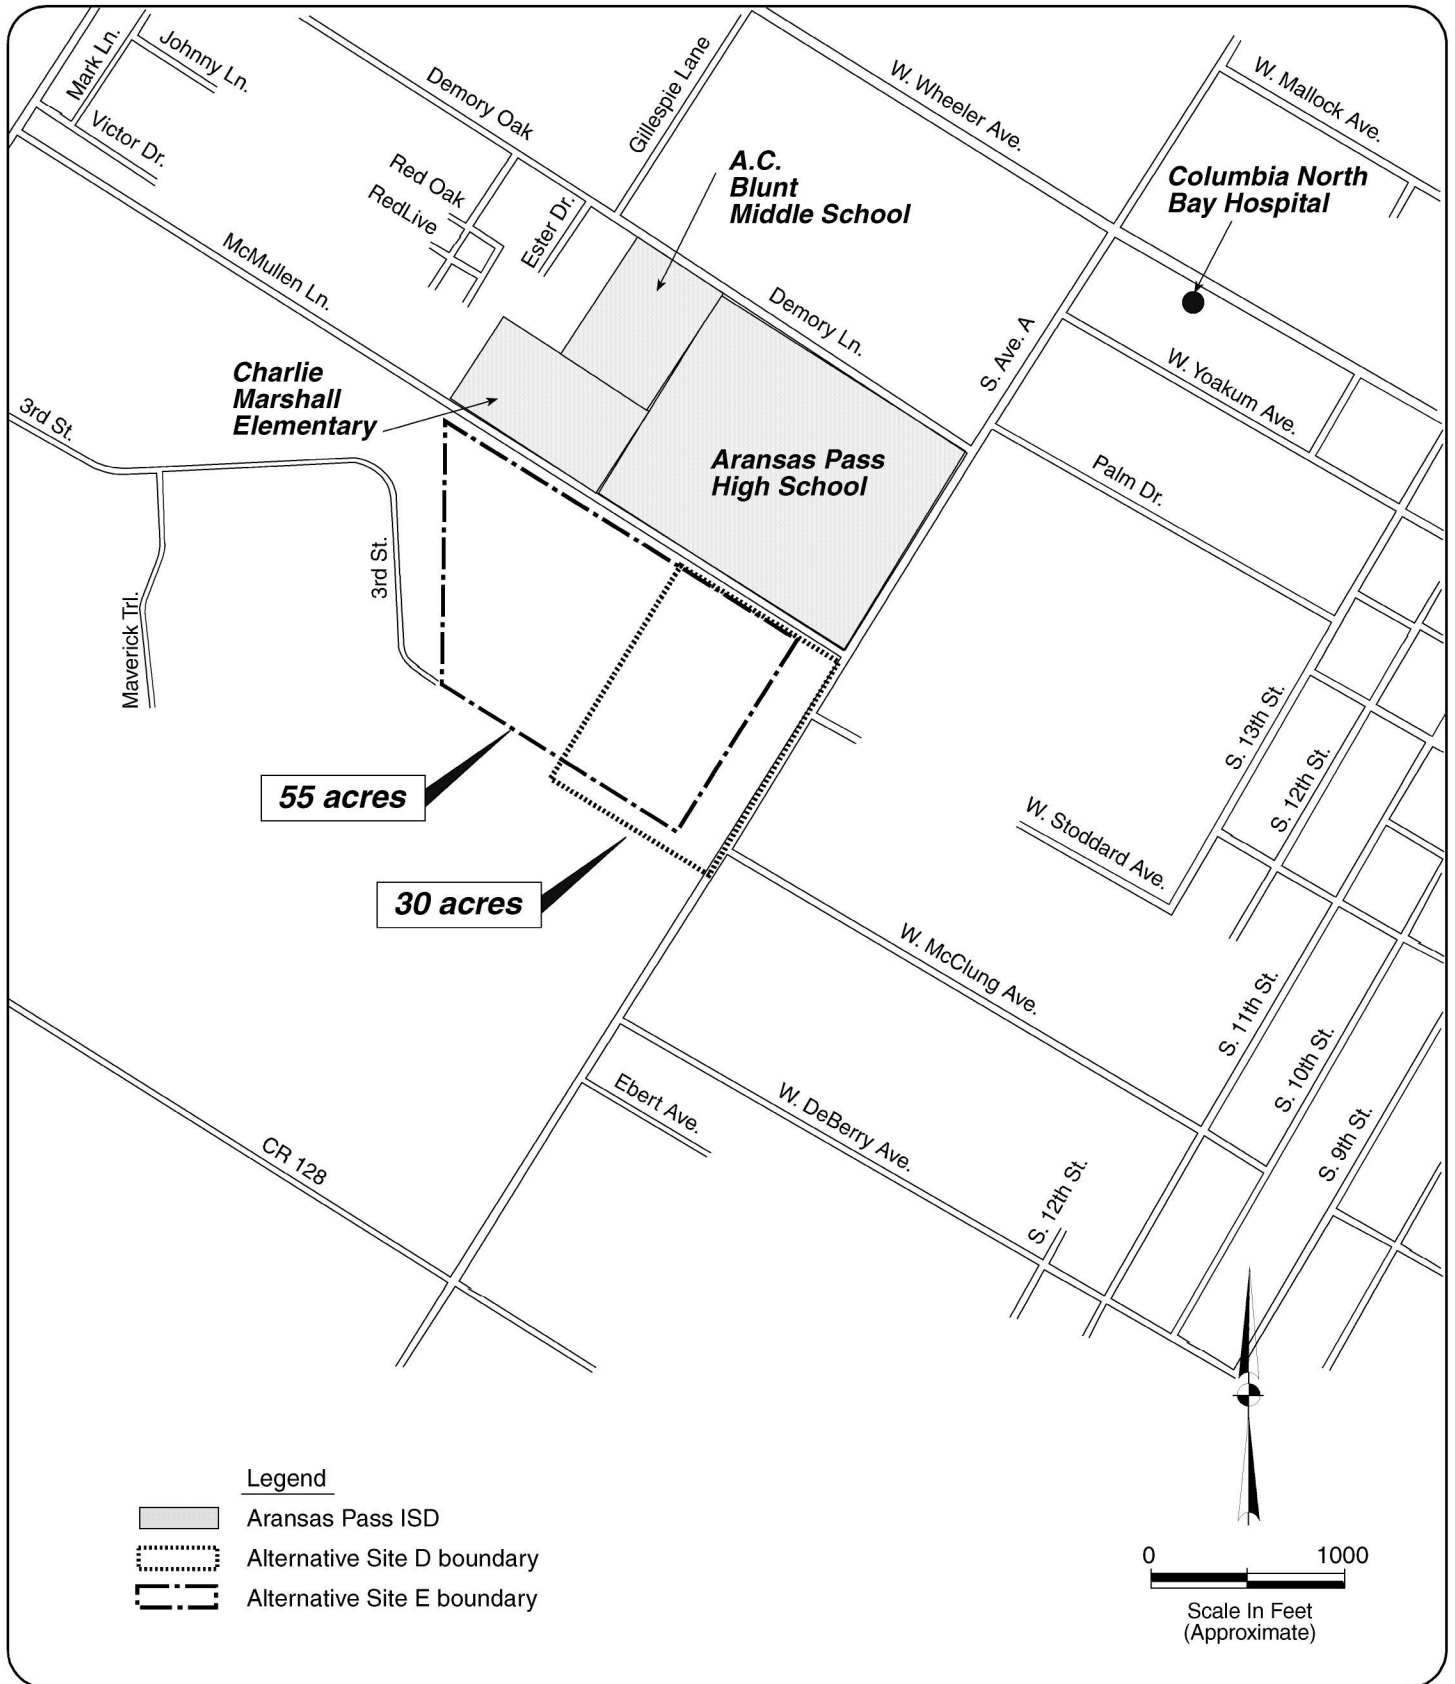 Mark Ln.
Johnny Ln.
Victor Dr.
Demory Oak
Gillespie Lane
W. Wheeler Ave.
W. Mallock Ave.
Red Oak
RedLive
Ester Dr.
A.C.
Blunt
Middle School
Columbia North
Bay Hospital
McMullen Ln.
Demory Ln.
S. Ave. A
W. Yoakum Ave.
Charlie
Marshall
Elementary
3rd St.
Aransas Pass
High School
Palm Dr.
3rd St.
Maverick Trl.
S. 13th St.
S. 12th St.
55 acres
W. Stoddard Ave.
30 acres
W. McClung Ave.
S. 11th St.
S. 10th St.
Ebert Ave.
W. DeBerry Ave.
S. 9th St.
CR 128
S. 12th St.
Legend
Aransas Pass ISD
Alternative Site D boundary
Alternative Site E boundary
0 1000
Scale In Feet
(Approximate)